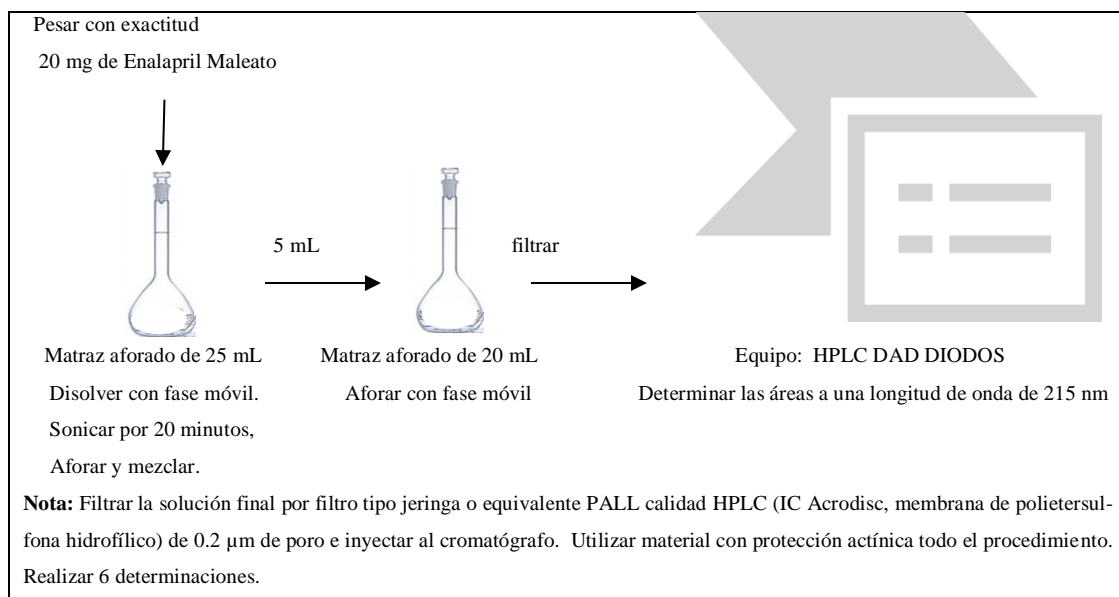 Pesar con exactitud
20 mg de Enalapril Maleato
5 mL
filtrar
Matraz aforado de 25 mL
Disolver con fase móvil.
Sonicar por 20 minutos,
Aforar y mezclar.
Matraz aforado de 20 mL
Aforar con fase móvil
Equipo: HPLC DAD DIODOS
Determinar las áreas a una longitud de onda de 215 nm
Nota: Filtrar la solución final por filtro tipo jeringa o equivalente PALL calidad HPLC (IC Acrodisc, membrana de polietersul-
fona hidrofílico) de 0.2 µm de poro e inyectar al cromatógrafo. Utilizar material con protección actínica todo el procedimiento.
Realizar 6 determinaciones.